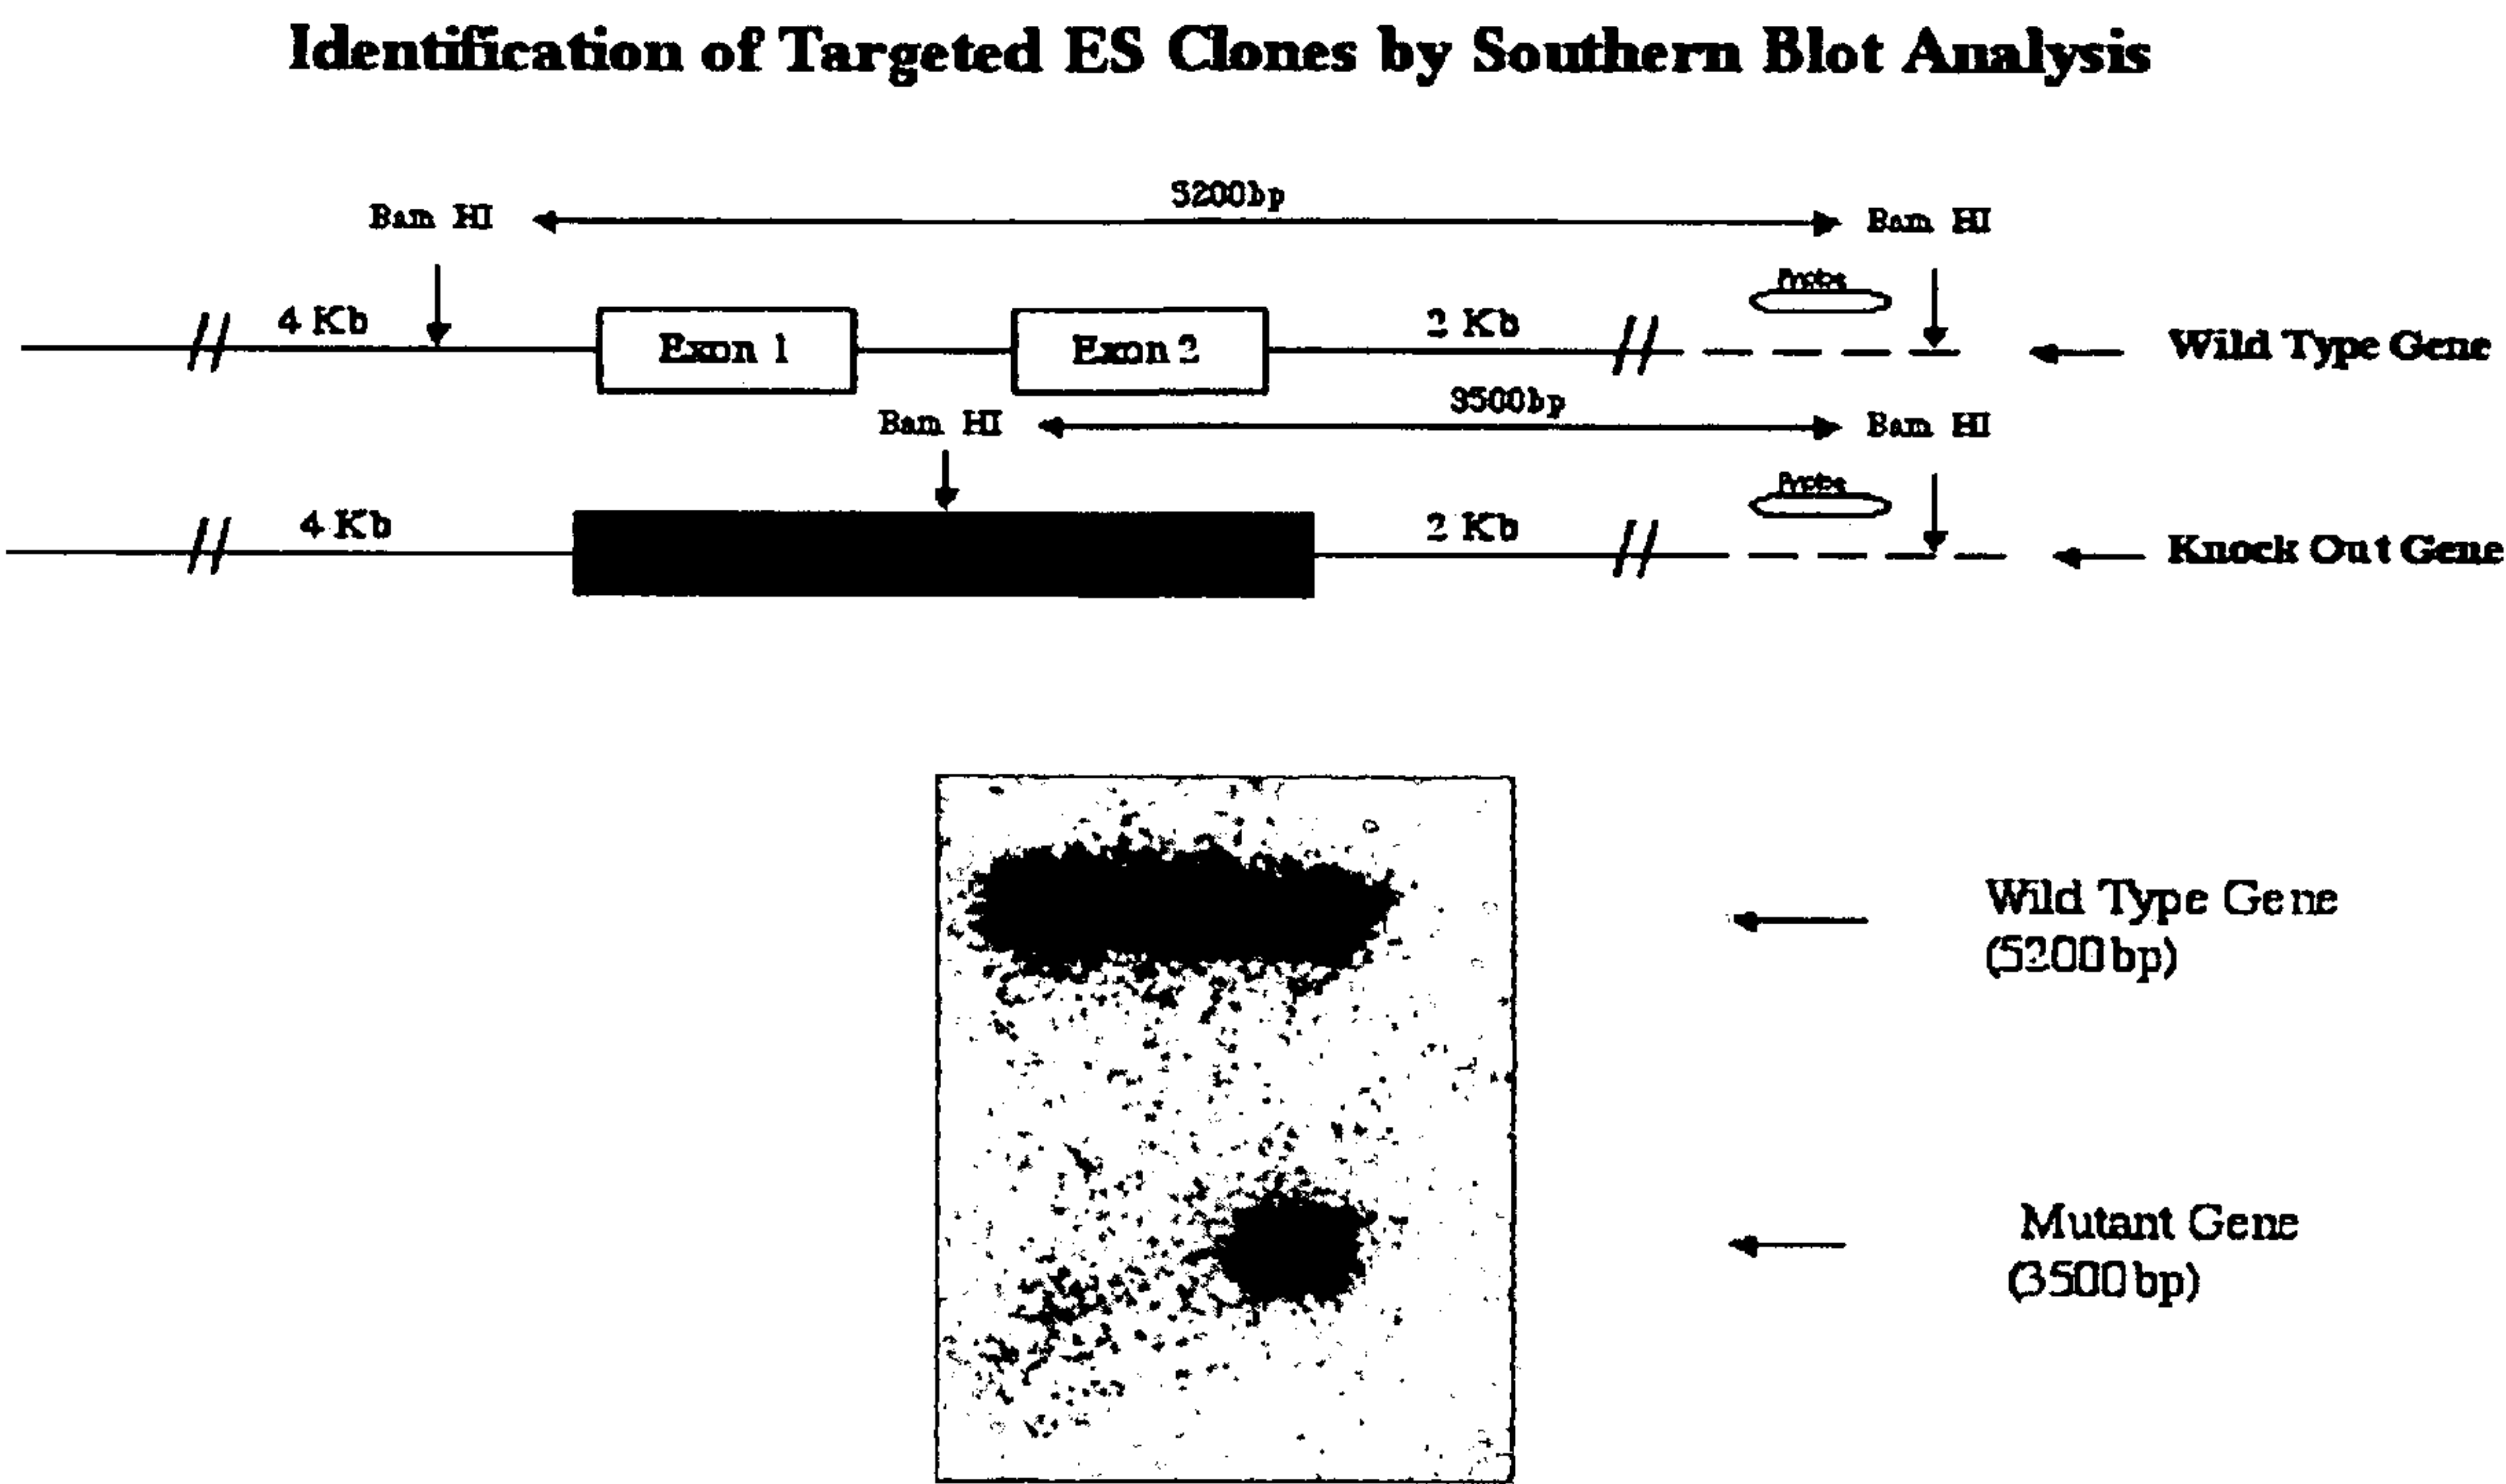 Identification of Targeted ES Clones by Southern Blot Analysis
5200bp
Bam HI
Bam HI
Probe
4 Kb
Exon 1
Exon 2
2 Kb
Wild Type Gene
3500bp
Bam HI
Bam HI
Probe
4 Kb
2 Kb
Knock Out Gene
Wild Type Gene
(5200bp)
Mutant Gene
(3500bp)